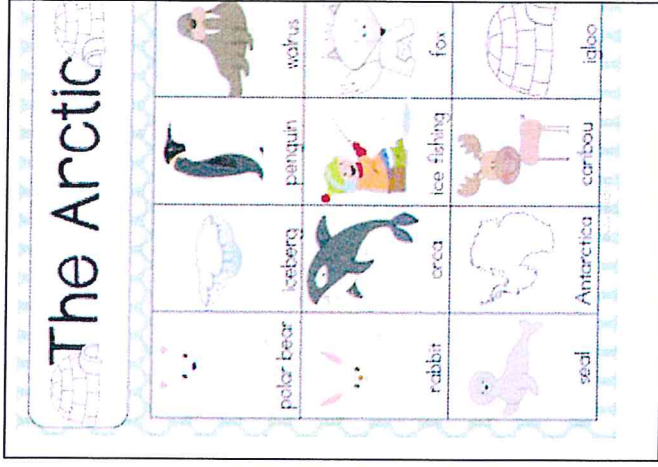 The Arctic
polar bear
iceberg
penguin
walrus
rabbit
orca
ice fishing
fox
seal
Antarctica
caribou
igloo